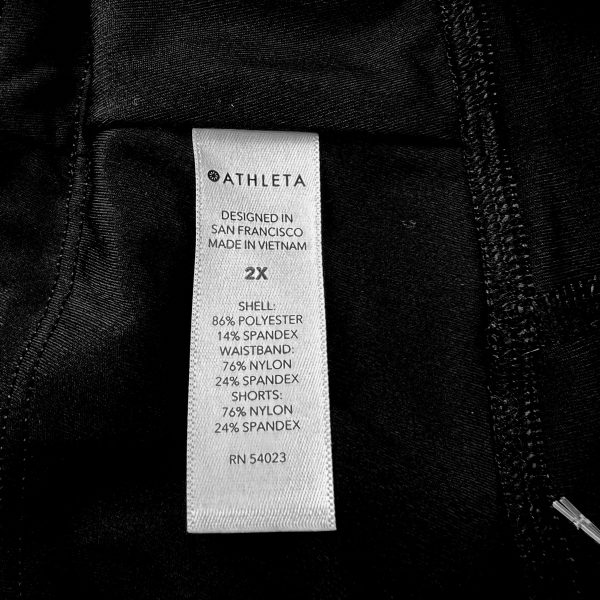 ATHLETA
DESIGNED IN
SAN FRANCISCO
MADE IN VIETNAM
2X
SHELL:
86% POLYESTER
14% SPANDEX
WAISTBAND:
76% NYLON
24% SPANDEX
SHORTS:
76% NYLON
24% SPANDEX
RN 54023